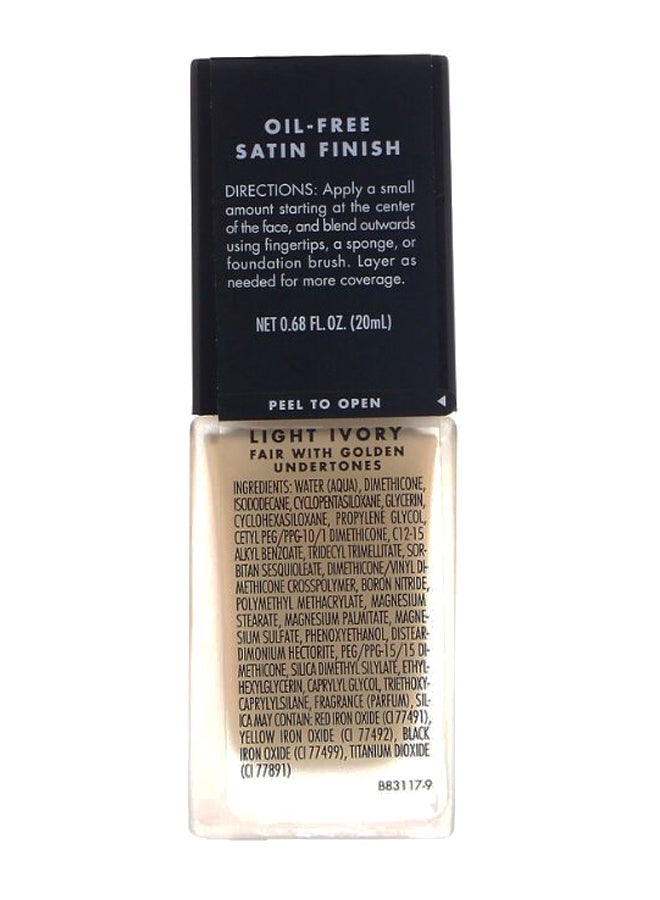 OIL-FREE
SATIN FINISH
DIRECTIONS: Apply a small
amount starting at the center
of the face, and blend outwards
using fingertips, a sponge, or
foundation brush. Layer as
needed for more coverage.
NET 0.68 FL.OZ. (20mL)
PEEL TO OPEN
LIGHT IVORY
FAIR WITH GOLDEN
UNDERTONES
INGREDIENTS: WATER (AQUA), DIMETHICONE,
ISODODECANE, CYCLOPENTASILOXANE, GLYCERIN,
CYCLOHEXASILOXANE, PROPYLENE GLYCOL,
CETYL PEG/PPG-10/1 DIMETHICONE, C12-15
ALKYL BENZOATE, TRIDECYL TRIMELLITATE, SOR-
BITAN SESQUIOLEATE, DIMETHICONE/VINYL DI-
METHICONE CROSSPOLYMER, BORON NITRIDE,
POLYMETHYL METHACRYLATE, MAGNESIUM
STEARATE, MAGNESIUM PALMITATE, MAGNE-
SIUM SULFATE, PHENOXYETHANOL, DISTEAR-
DIMONIUM HECTORITE, PEG/PPG-15/15 DI-
METHICONE, SILICA DIMETHYL SILYLATE, ETHYL-
HEXYLGLYCERIN, CAPRYLYL GLYCOL, TRIETHOXY-
CAPRYLYLSILANE, FRAGRANCE (PARFUM), SIL-
ICA MAY CONTAIN: RED IRON OXIDE (CI 77491),
YELLOW IRON OXIDE (CI 77492), BLACK
IRON OXIDE (CI 77499), TITANIUM DIOXIDE
(CI 77891)
B83117-9